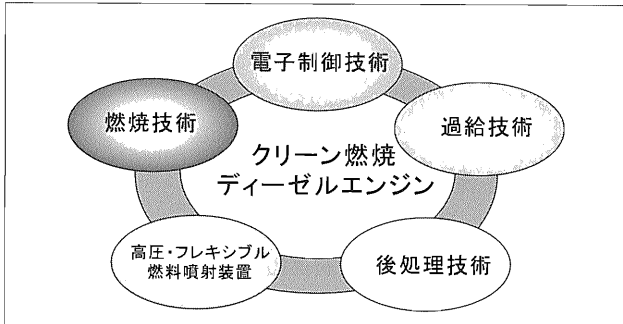 電子制御技術
燃焼技術
過給技術
クリーン燃焼
ディーゼルエンジン
高圧・フレキシブル
燃料噴射装置
後処理技術